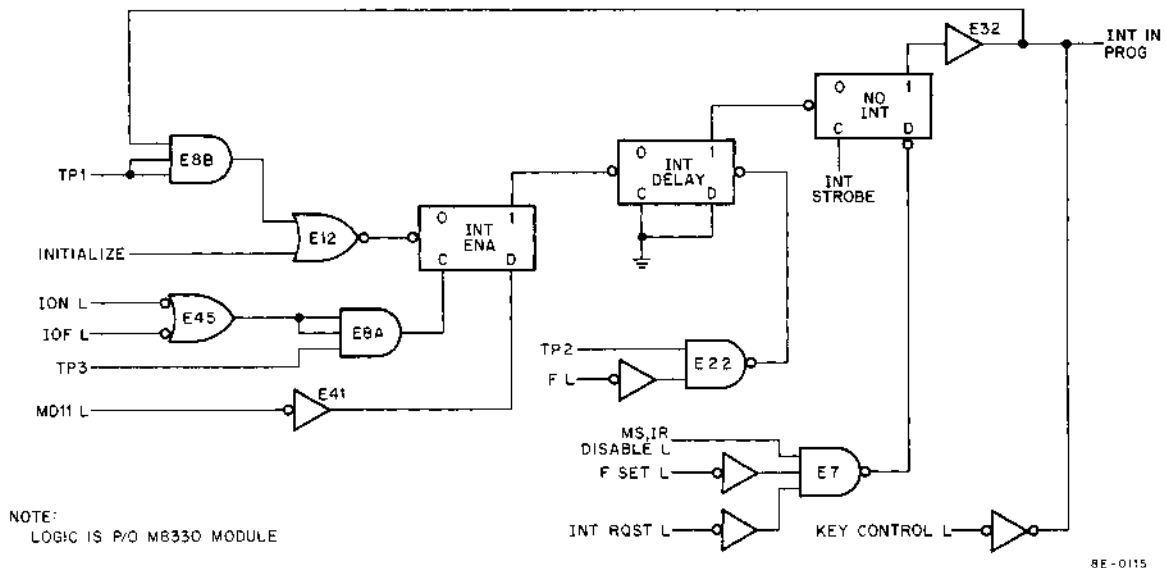 E32
INT IN
PROG
0 1
NO
INT
C D
INT
STROBE
E8B
TP1
0 1
INT
DELAY
C D
E12
INITIALIZE
0 1
INT
ENA
C D
ION L
E45
IOF L
E8A
TP3
E41
MD11 L
TP2
E22
F L
MS, IR
DISABLE L
F SET L
E7
INT RQST L
KEY CONTROL L
NOTE:
LOGIC IS P/O M8330 MODULE
8E-0115